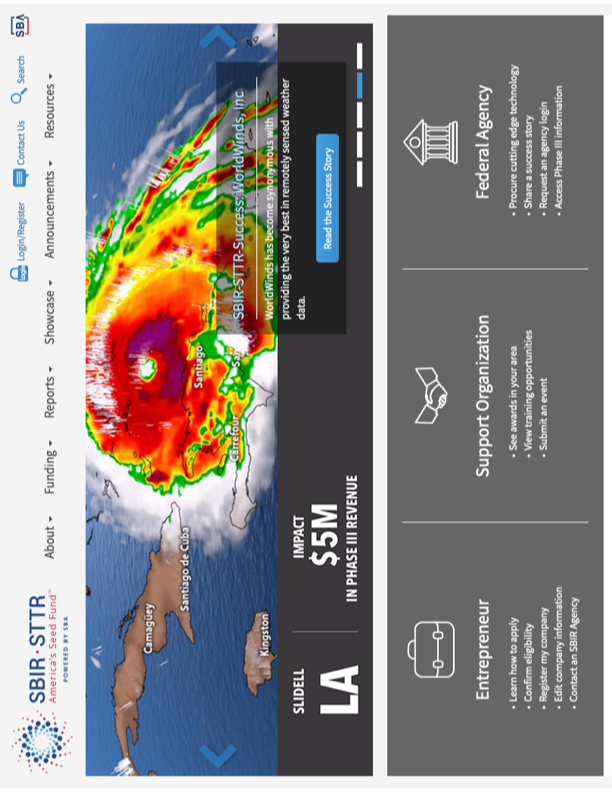 SBIR·STTR
America's Seed Fund™
POWERED BY SBA
Login/Register
Contact Us
Search
SBA
About
Funding
Reports
Showcase
Announcements
Resources
Camagüey
Santiago de Cuba
Kingston
Carrefour
Santiago
San
SBIR-STTR-Success: WorldWinds, Inc
WorldWinds has become synonymous with
providing the very best in remotely sensed weather
data.
Read the Success Story
SLIDELL
LA
IMPACT
$5M
IN PHASE III REVENUE
Entrepreneur
• Learn how to apply
• Confirm eligibility
• Register my company
• Edit company information
• Contact an SBIR Agency
Support Organization
• See awards in your area
• View training opportunities
• Submit an event
Federal Agency
• Procure cutting edge technology
• Share a success story
• Request an agency login
• Access Phase III information